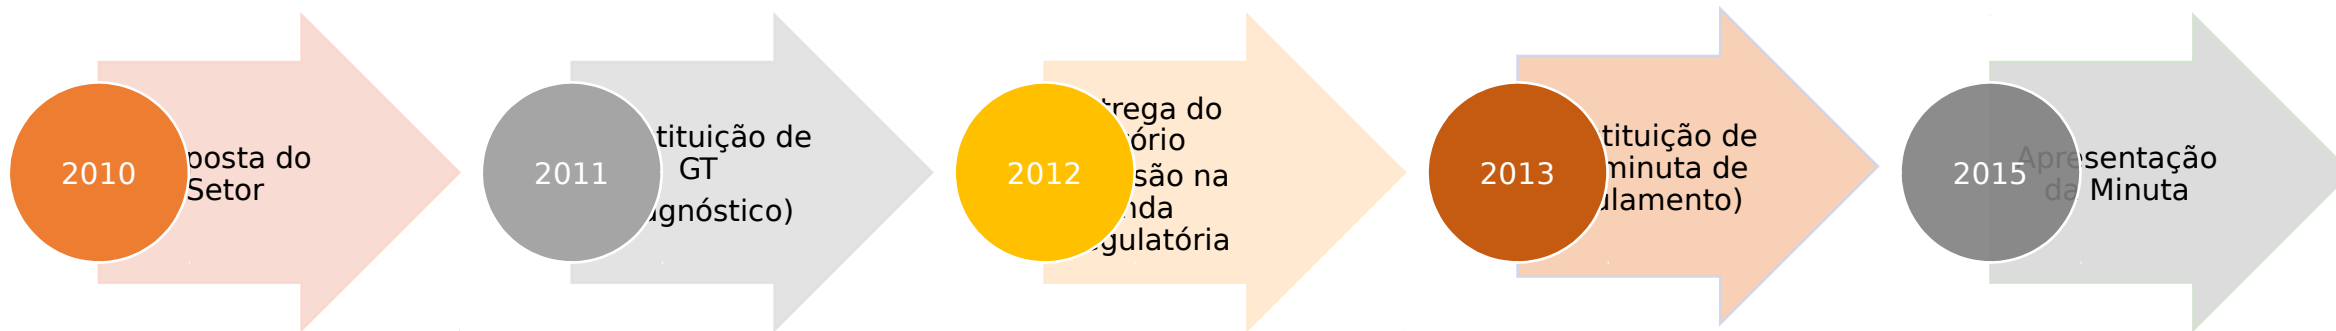 2010
posta do
Setor
2011
tituição de
GT
agnóstico)
2012
trega do
ório
são na
nda
gulatória
2013
tituição de
minuta de
ulamento)
2015
Apresentação
da Minuta